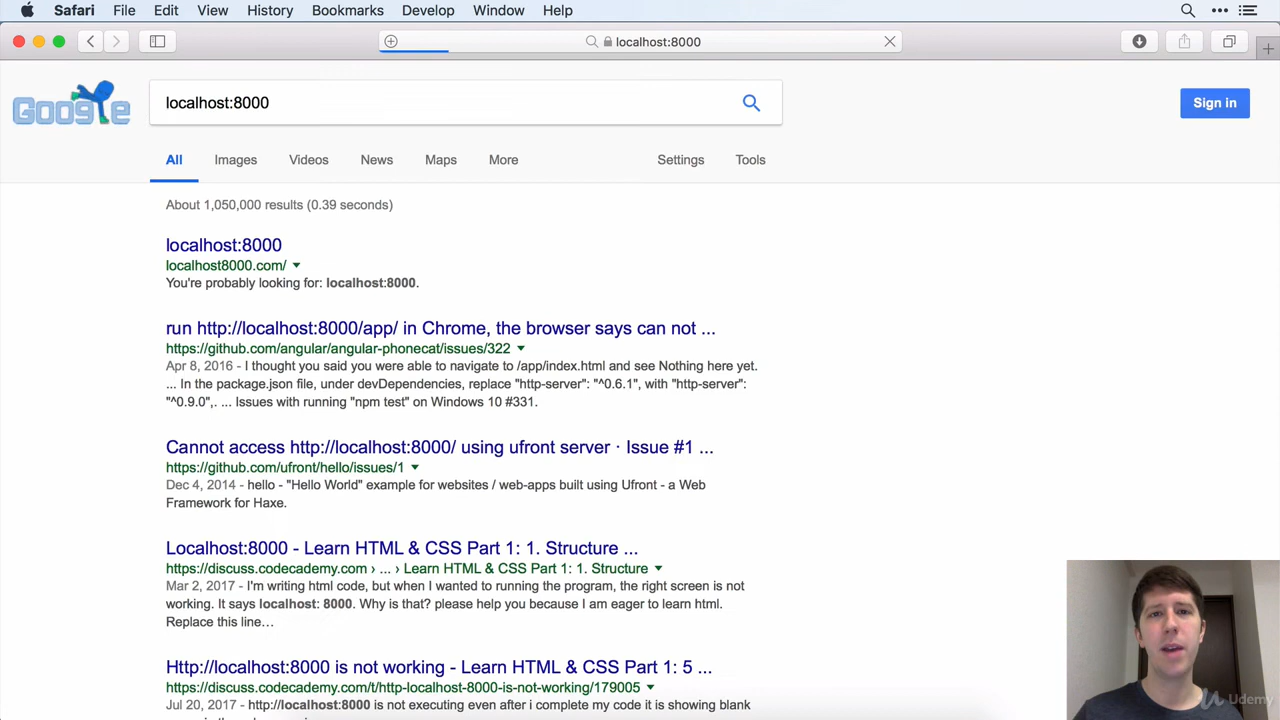 Safari File Edit View History Bookmarks Develop Window Help
localhost:8000
Google
localhost:8000
Sign in
All Images Videos News Maps More Settings Tools
About 1,050,000 results (0.39 seconds)
localhost:8000
localhost8000.com/
You're probably looking for: localhost:8000.
run http://localhost:8000/app/ in Chrome, the browser says can not ...
https://github.com/angular/angular-phonecat/issues/322
Apr 8, 2016 - I thought you said you were able to navigate to /app/index.html and see Nothing here yet.
... In the package.json file, under devDependencies, replace "http-server": "^0.6.1", with "http-server":
"^0.9.0",. ... Issues with running "npm test" on Windows 10 #331.
Cannot access http://localhost:8000/ using ufront server · Issue #1 ...
https://github.com/ufront/hello/issues/1
Dec 4, 2014 - hello - "Hello World" example for websites / web-apps built using Ufront - a Web
Framework for Haxe.
Localhost:8000 - Learn HTML & CSS Part 1: 1. Structure ...
https://discuss.codecademy.com › ... › Learn HTML & CSS Part 1: 1. Structure
Mar 2, 2017 - I'm writing html code, but when I wanted to running the program, the right screen is not
working. It says localhost: 8000. Why is that? please help you because I am eager to learn html.
Replace this line…
Http://localhost:8000 is not working - Learn HTML & CSS Part 1: 5 ...
https://discuss.codecademy.com/t/http-localhost-8000-is-not-working/179005
Jul 20, 2017 - http://localhost:8000 is not executing even after i complete my code it is showing blank
Udemy